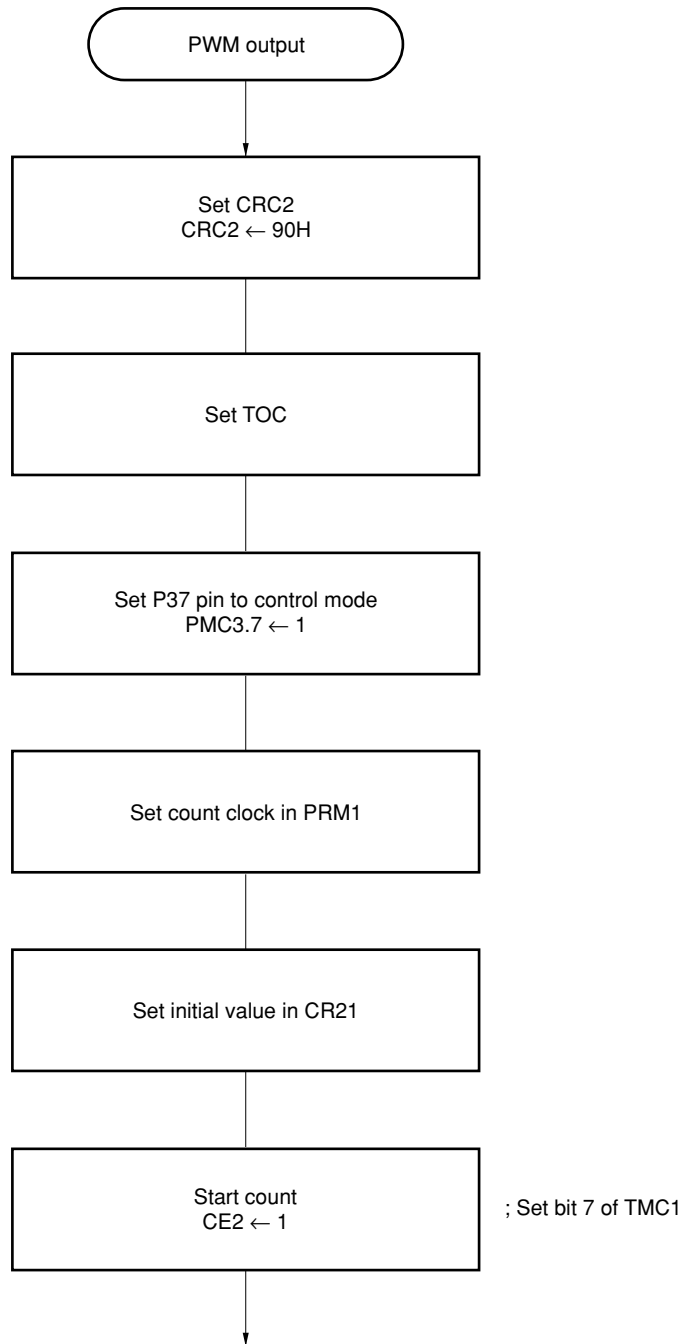 PWM output
Set CRC2
CRC2 ← 90H
Set TOC
Set P37 pin to control mode
PMC3.7 ← 1
Set count clock in PRM1
Set initial value in CR21
Start count
CE2 ← 1
; Set bit 7 of TMC1